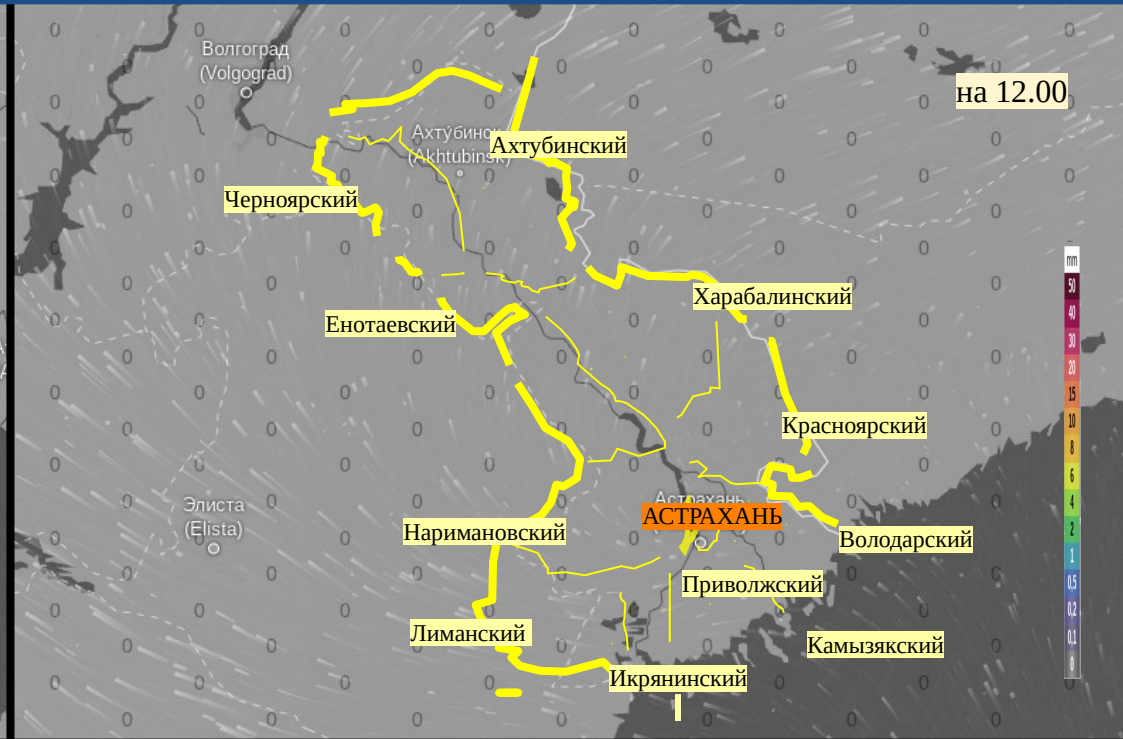 Волгоград
(Volgograd)
на 12.00
Ахтубинск
(Akhtubinsk)
Ахтубинский
Черноярский
mm
50
40
30
20
15
10
8
6
4
2
1
0,5
0,2
0,1
0
Харабалинский
Енотаевский
Красноярский
Элиста
(Elista)
Астрахань
АСТРАХАНЬ
Наримановский
Володарский
Приволжский
Лиманский
Камызякский
Икрянинский